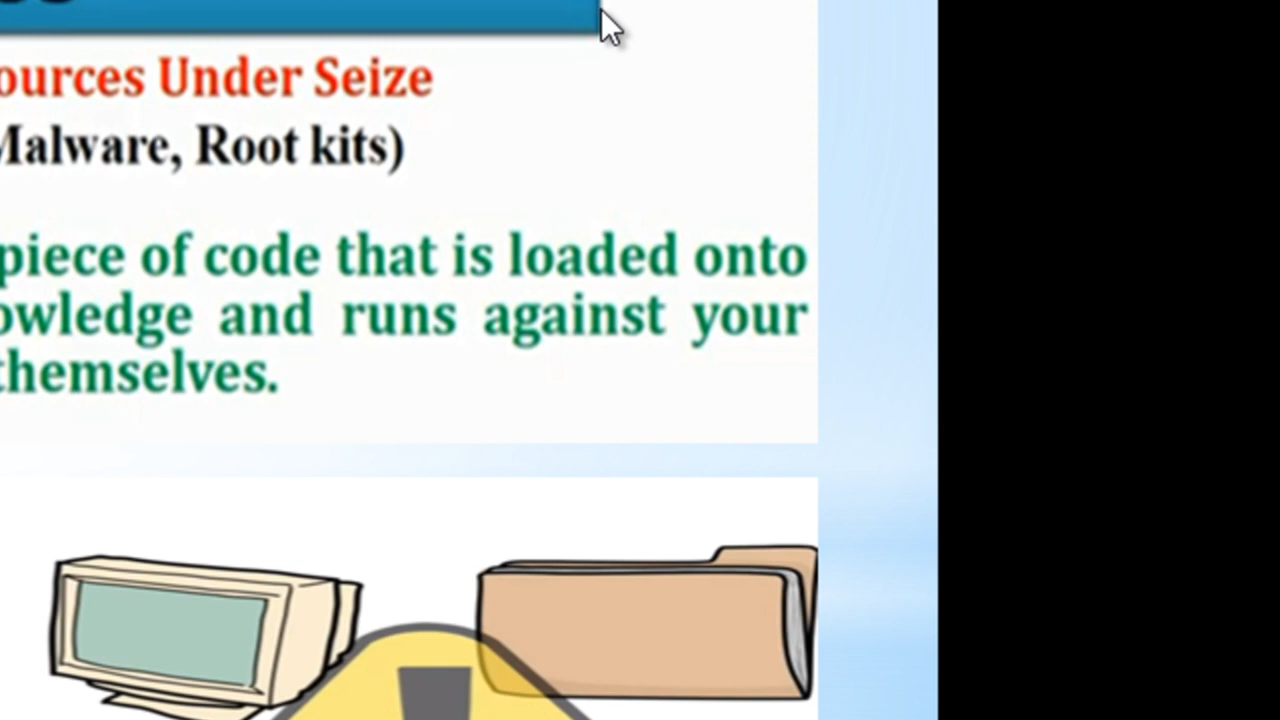 ources Under Seize
Malware, Root kits)
piece of code that is loaded onto
owledge and runs against your
themselves.